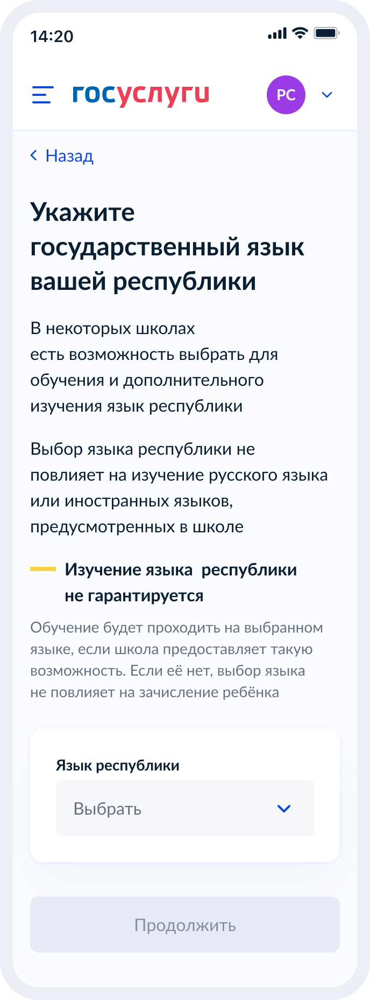 14:20
госуслуги
РС
Назад
Укажите
государственный язык
вашей республики
В некоторых школах
есть возможность выбрать для
обучения и дополнительного
изучения язык республики
Выбор языка республики не
повлияет на изучение русского языка
или иностранных языков,
предусмотренных в школе
Изучение языка  республики
не гарантируется
Обучение будет проходить на выбранном
языке, если школа предоставляет такую
возможность. Если её нет, выбор языка
не повлияет на зачисление ребёнка
Язык республики
Выбрать
Продолжить